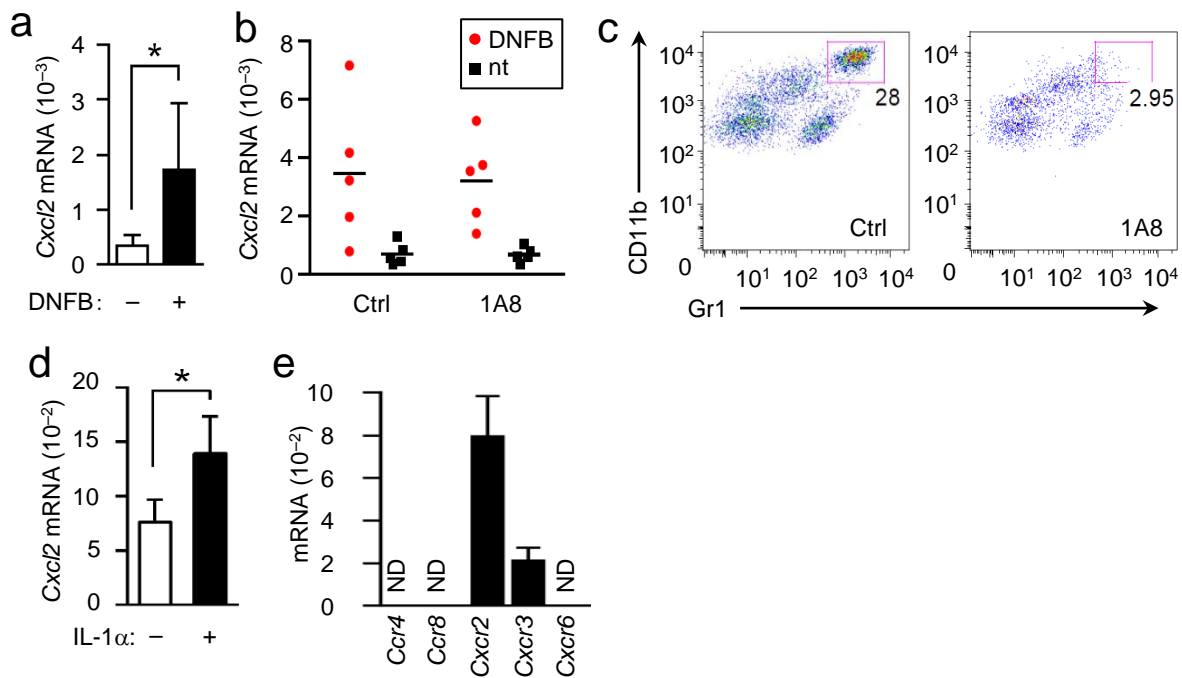 a
Cxcl2 mRNA (10⁻³)
4
3
2
1
0
*
DNFB: – +
b
Cxcl2 mRNA (10⁻³)
8
6
4
2
0
DNFB
nt
Ctrl 1A8
c
CD11b
10⁴
10³
10²
10¹
0
28
Ctrl
10¹ 10² 10³ 10⁴
10⁴
10³
10²
10¹
0
2.95
1A8
10¹ 10² 10³ 10⁴
Gr1
d
Cxcl2 mRNA (10⁻²)
20
15
10
5
0
*
IL-1α: – +
e
mRNA (10⁻²)
10
8
6
4
2
0
ND ND ND
Ccr4 Ccr8 Cxcr2 Cxcr3 Cxcr6